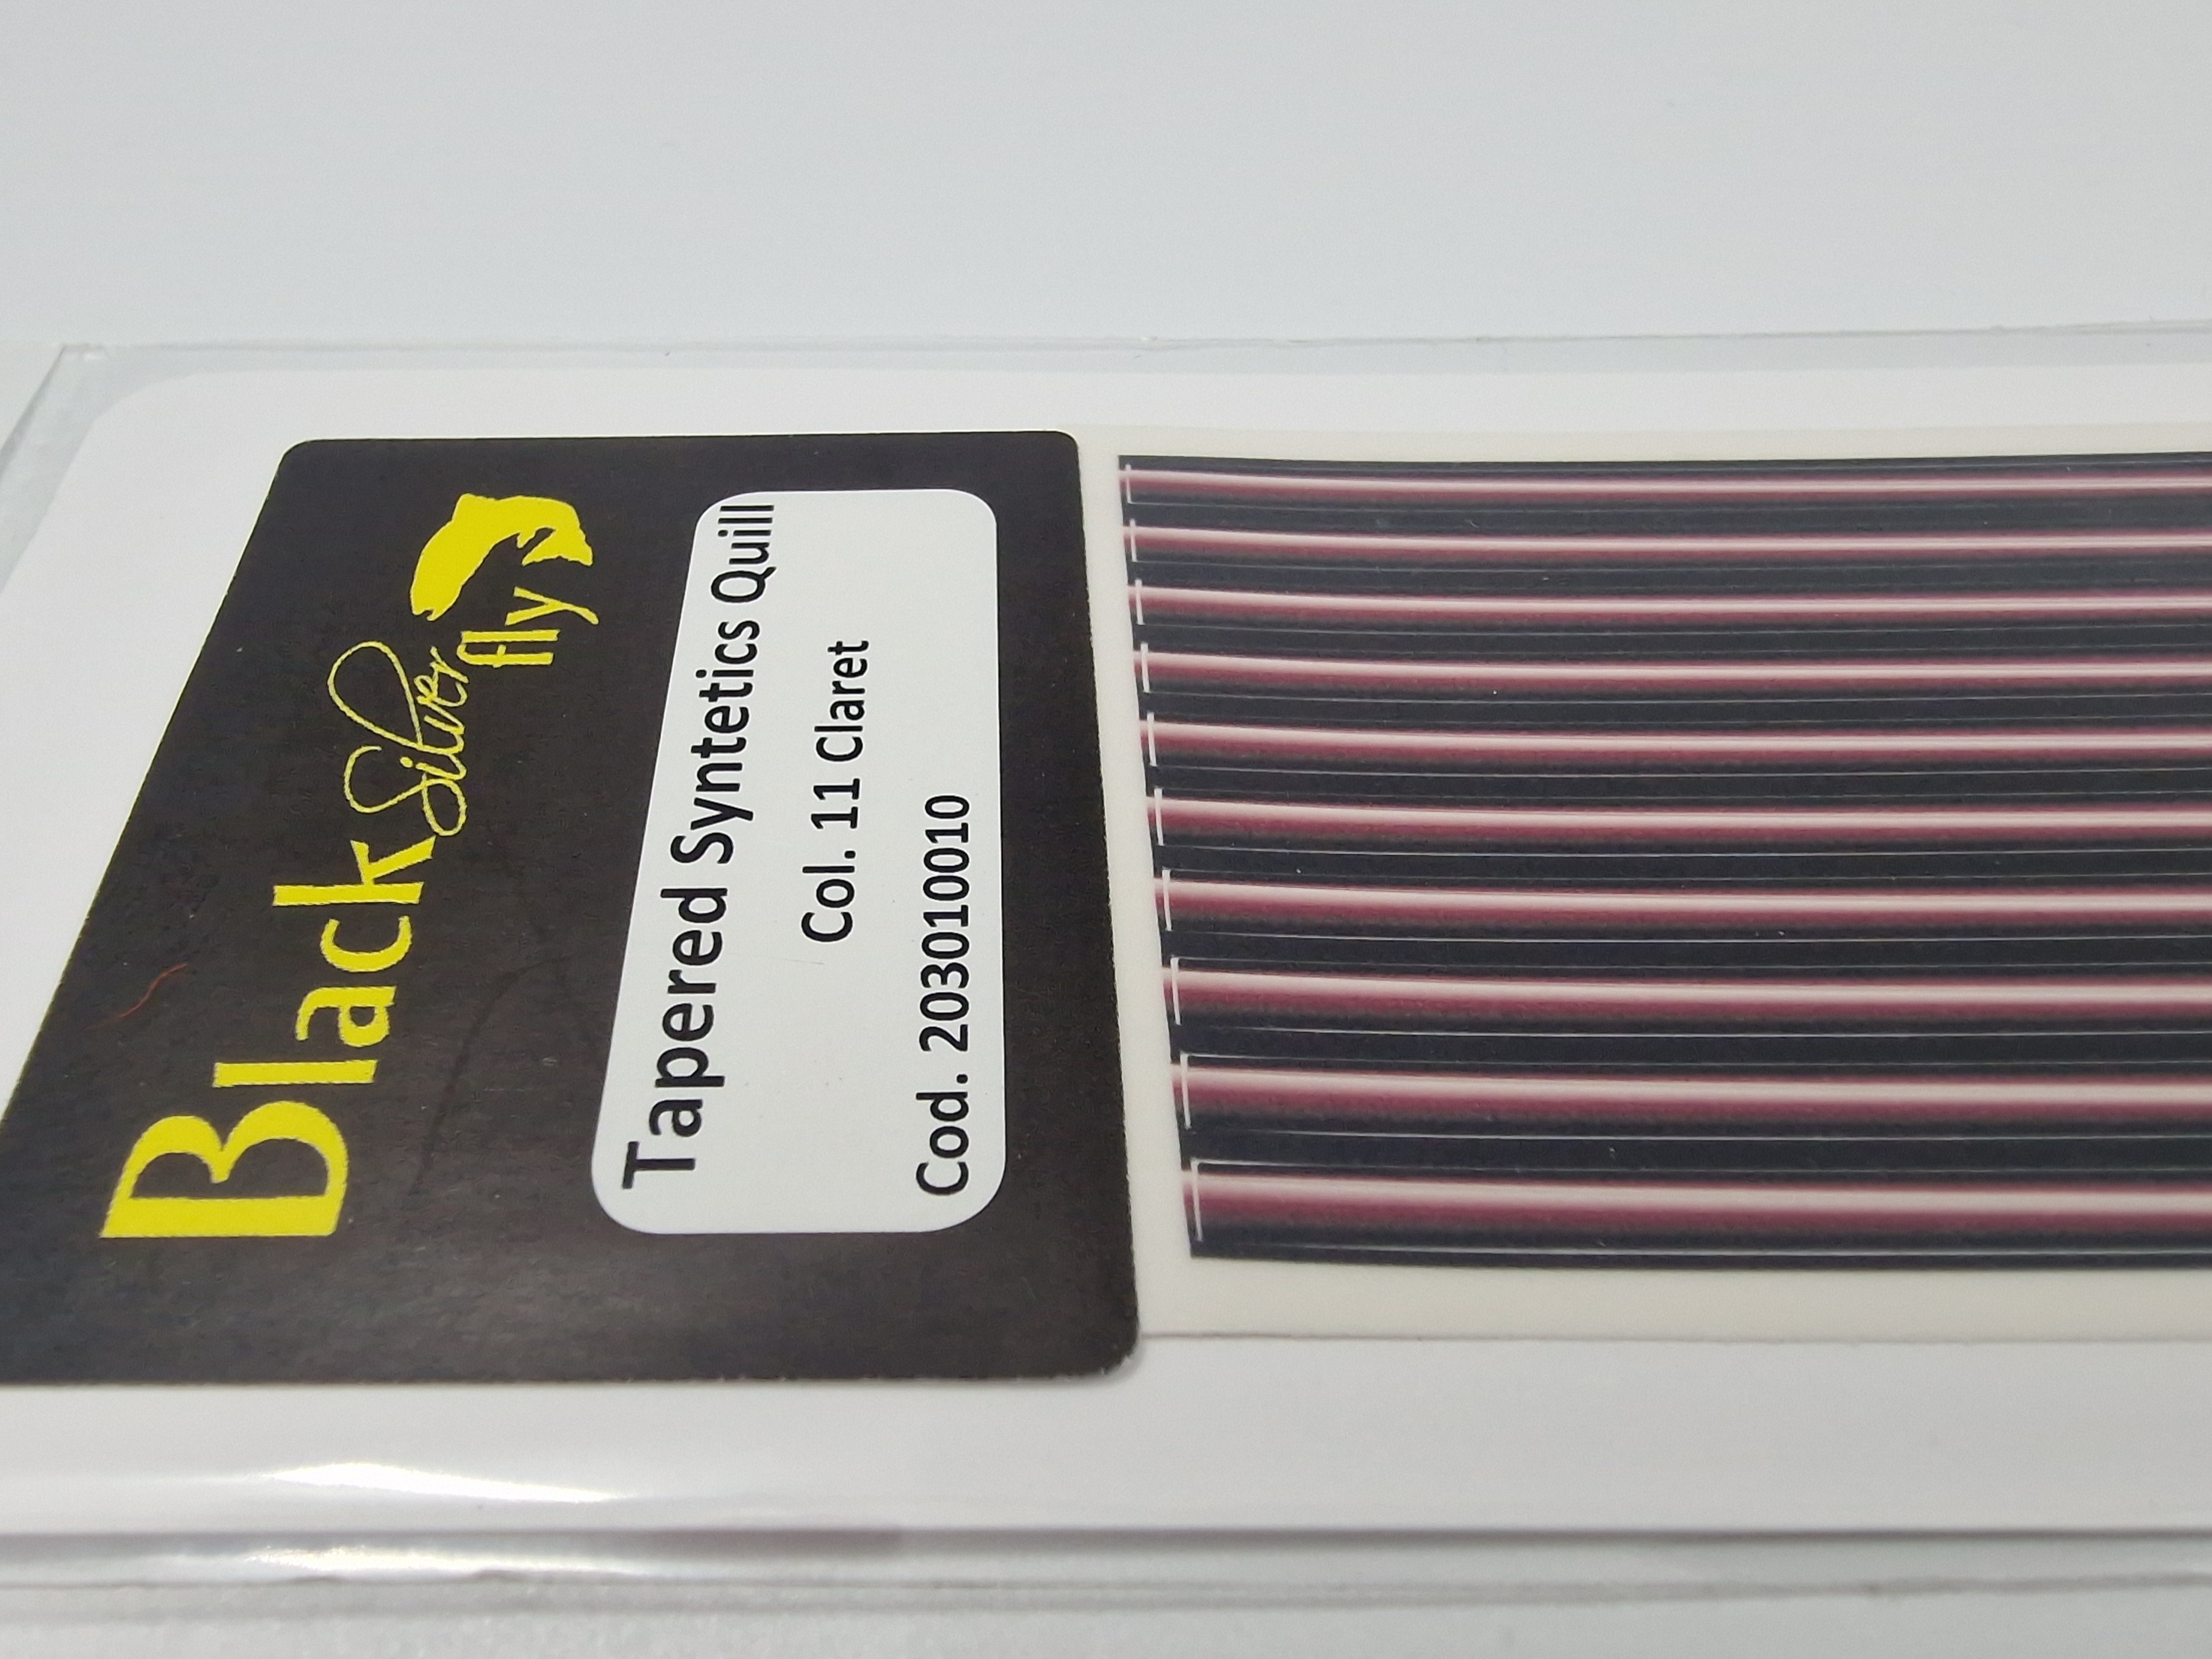 Black Silver fly
Tapered Syntetics Quill
Col. 11 Claret
Cod. 2030100010